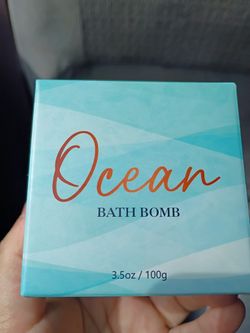 Ocean
BATH BOMB
3.5oz / 100g